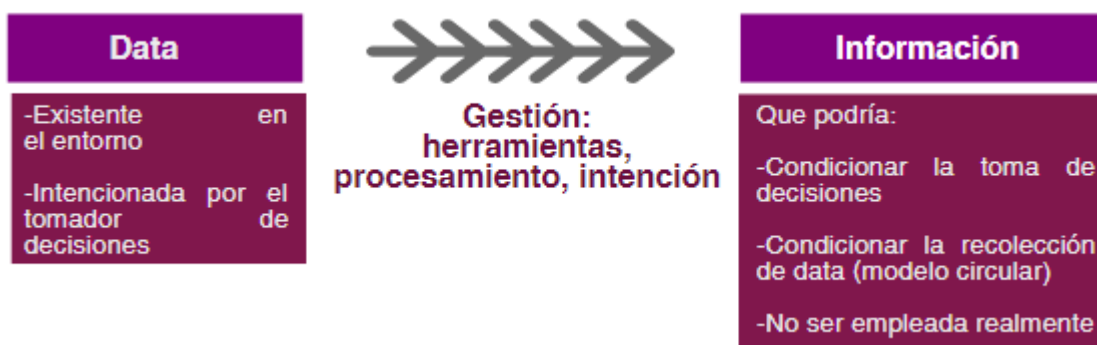 Data
-Existente en
el entorno
-Intencionada por el
tomador de
decisiones
Gestión:
herramientas,
procesamiento, intención
Información
Que podría:
-Condicionar la toma de
decisiones
-Condicionar la recolección
de data (modelo circular)
-No ser empleada realmente